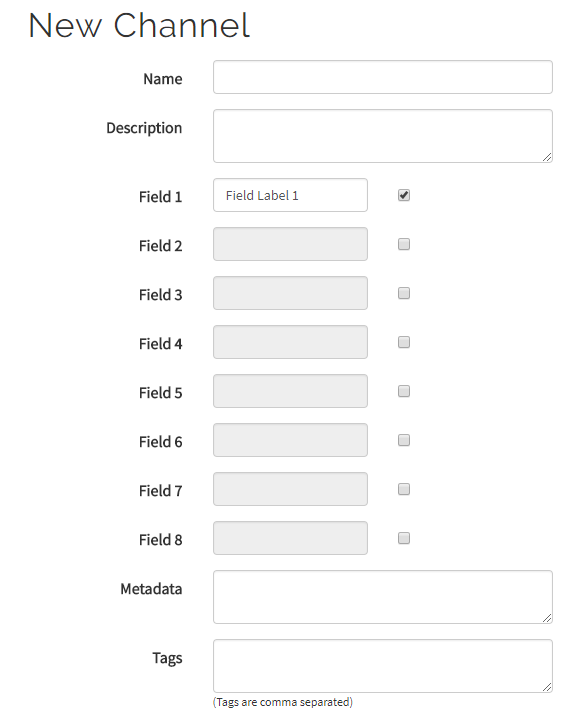 New Channel
Name
Description
Field 1 Field Label 1
Field 2
Field 3
Field 4
Field 5
Field 6
Field 7
Field 8
Metadata
Tags
(Tags are comma separated)